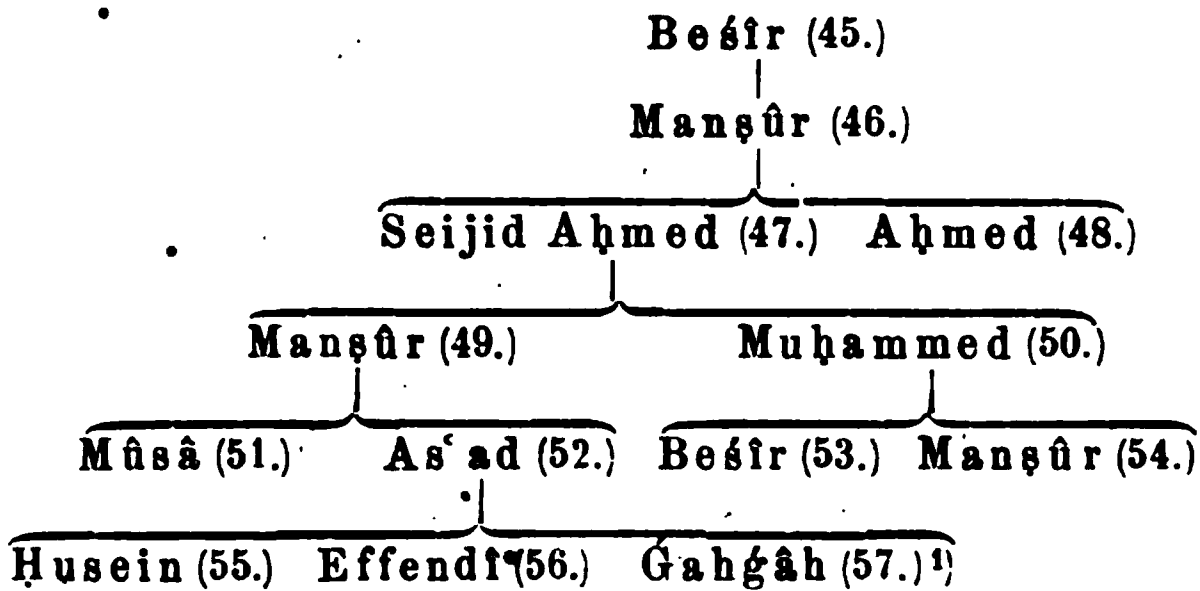 Beśîr (45.)
Manṣûr (46.)
Seijid Aḥmed (47.) Aḥmed (48.)
Manṣûr (49.) Muḥammed (50.)
Mûsâ (51.) Asʿad (52.) Beśîr (53.) Manṣûr (54.)
Ḥusein (55.) Effendî (56.) Ǵahǵâh (57.) ¹)